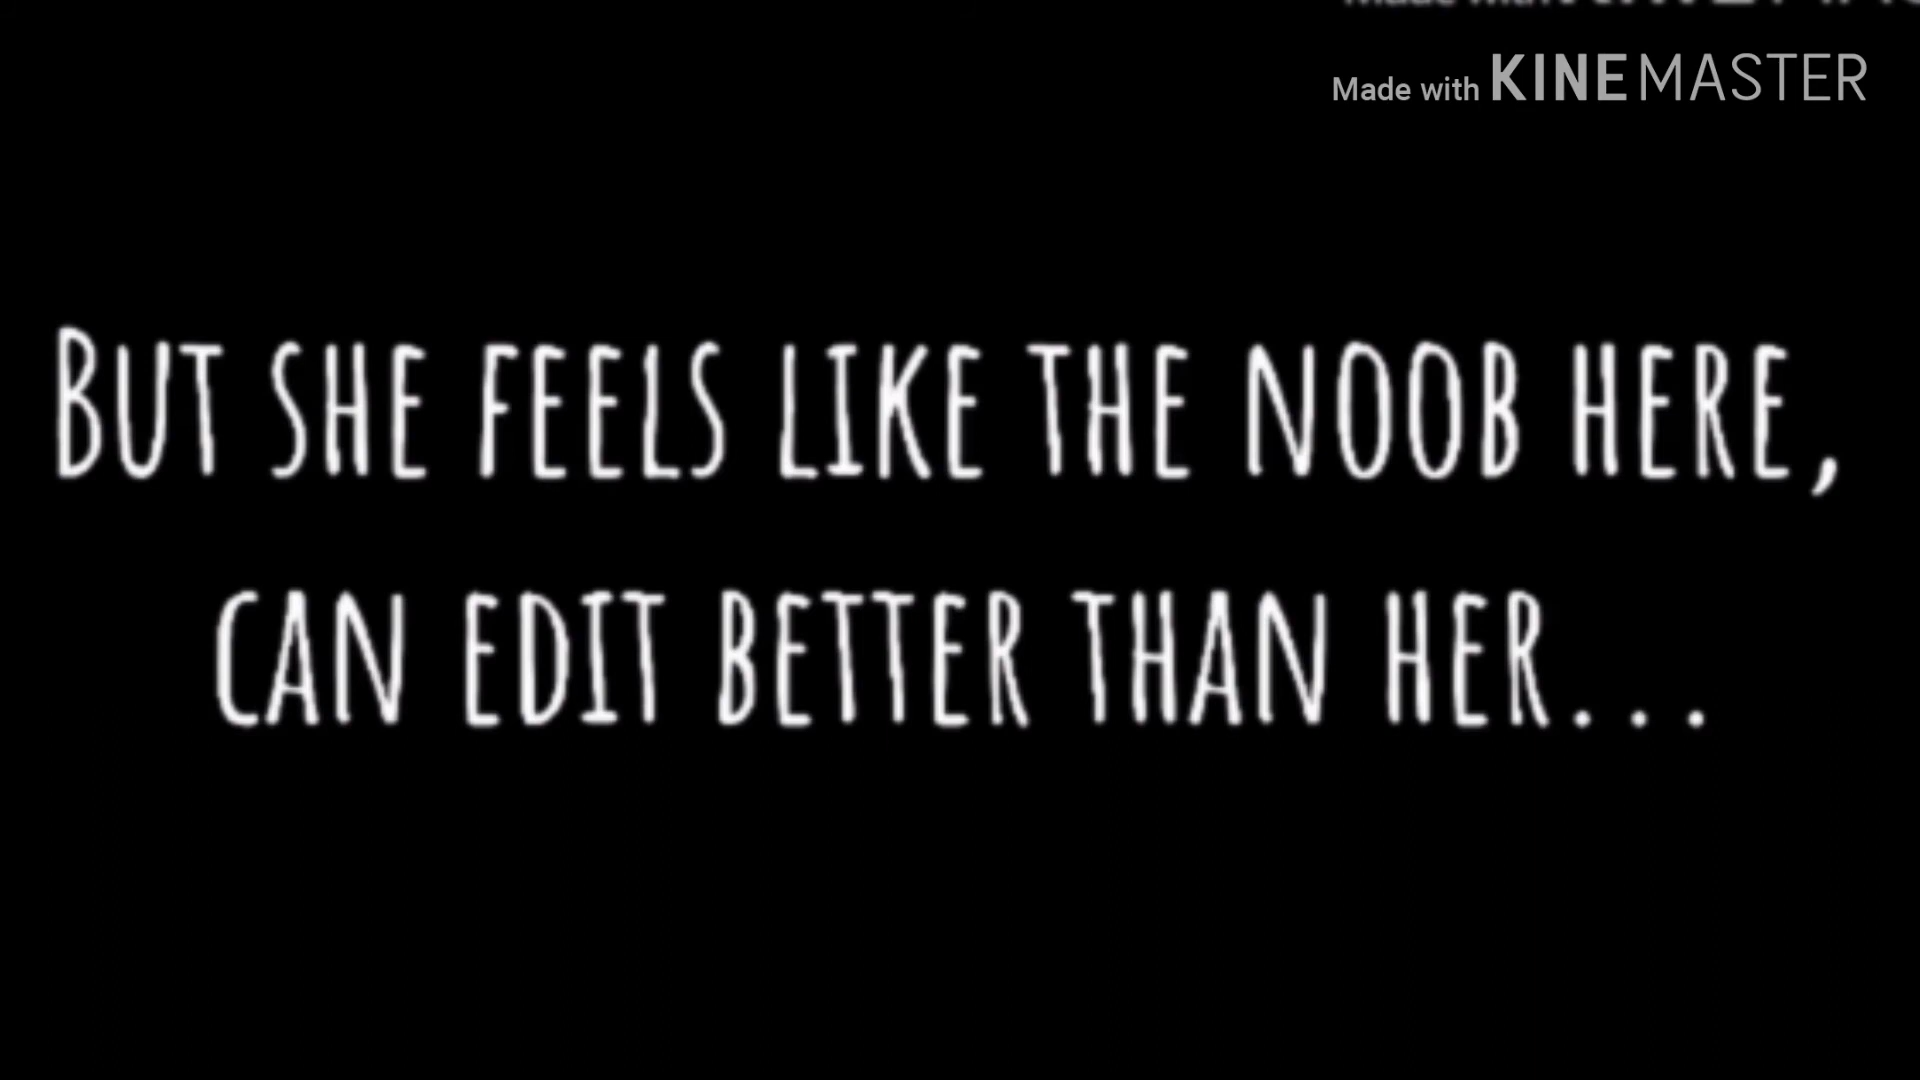 Made with KINEMASTER
BUT SHE FEELS LIKE THE NOOB HERE,
CAN EDIT BETTER THAN HER...